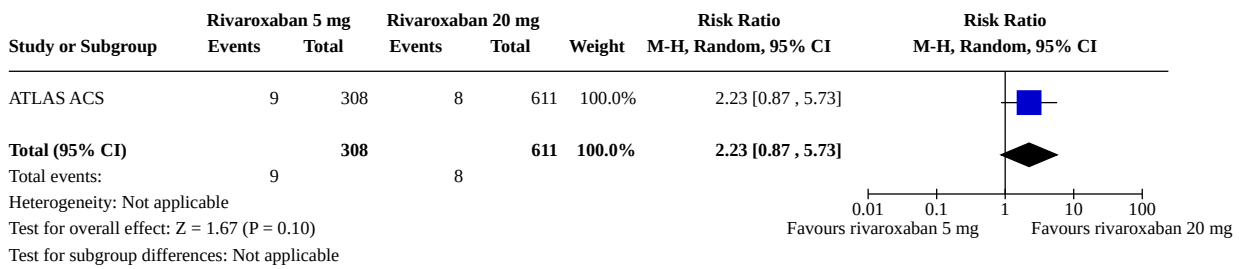 Rivaroxaban 5 mg Rivaroxaban 20 mg Risk Ratio Risk Ratio
Study or Subgroup Events Total Events Total Weight M-H, Random, 95% CI M-H, Random, 95% CI
ATLAS ACS 9 308 8 611 100.0% 2.23 [0.87 , 5.73]
Total (95% CI) 308 611 100.0% 2.23 [0.87 , 5.73]
Total events: 9 8
Heterogeneity: Not applicable
0.01 0.1 1 10 100
Test for overall effect: Z = 1.67 (P = 0.10) Favours rivaroxaban 5 mg Favours rivaroxaban 20 mg
Test for subgroup differences: Not applicable